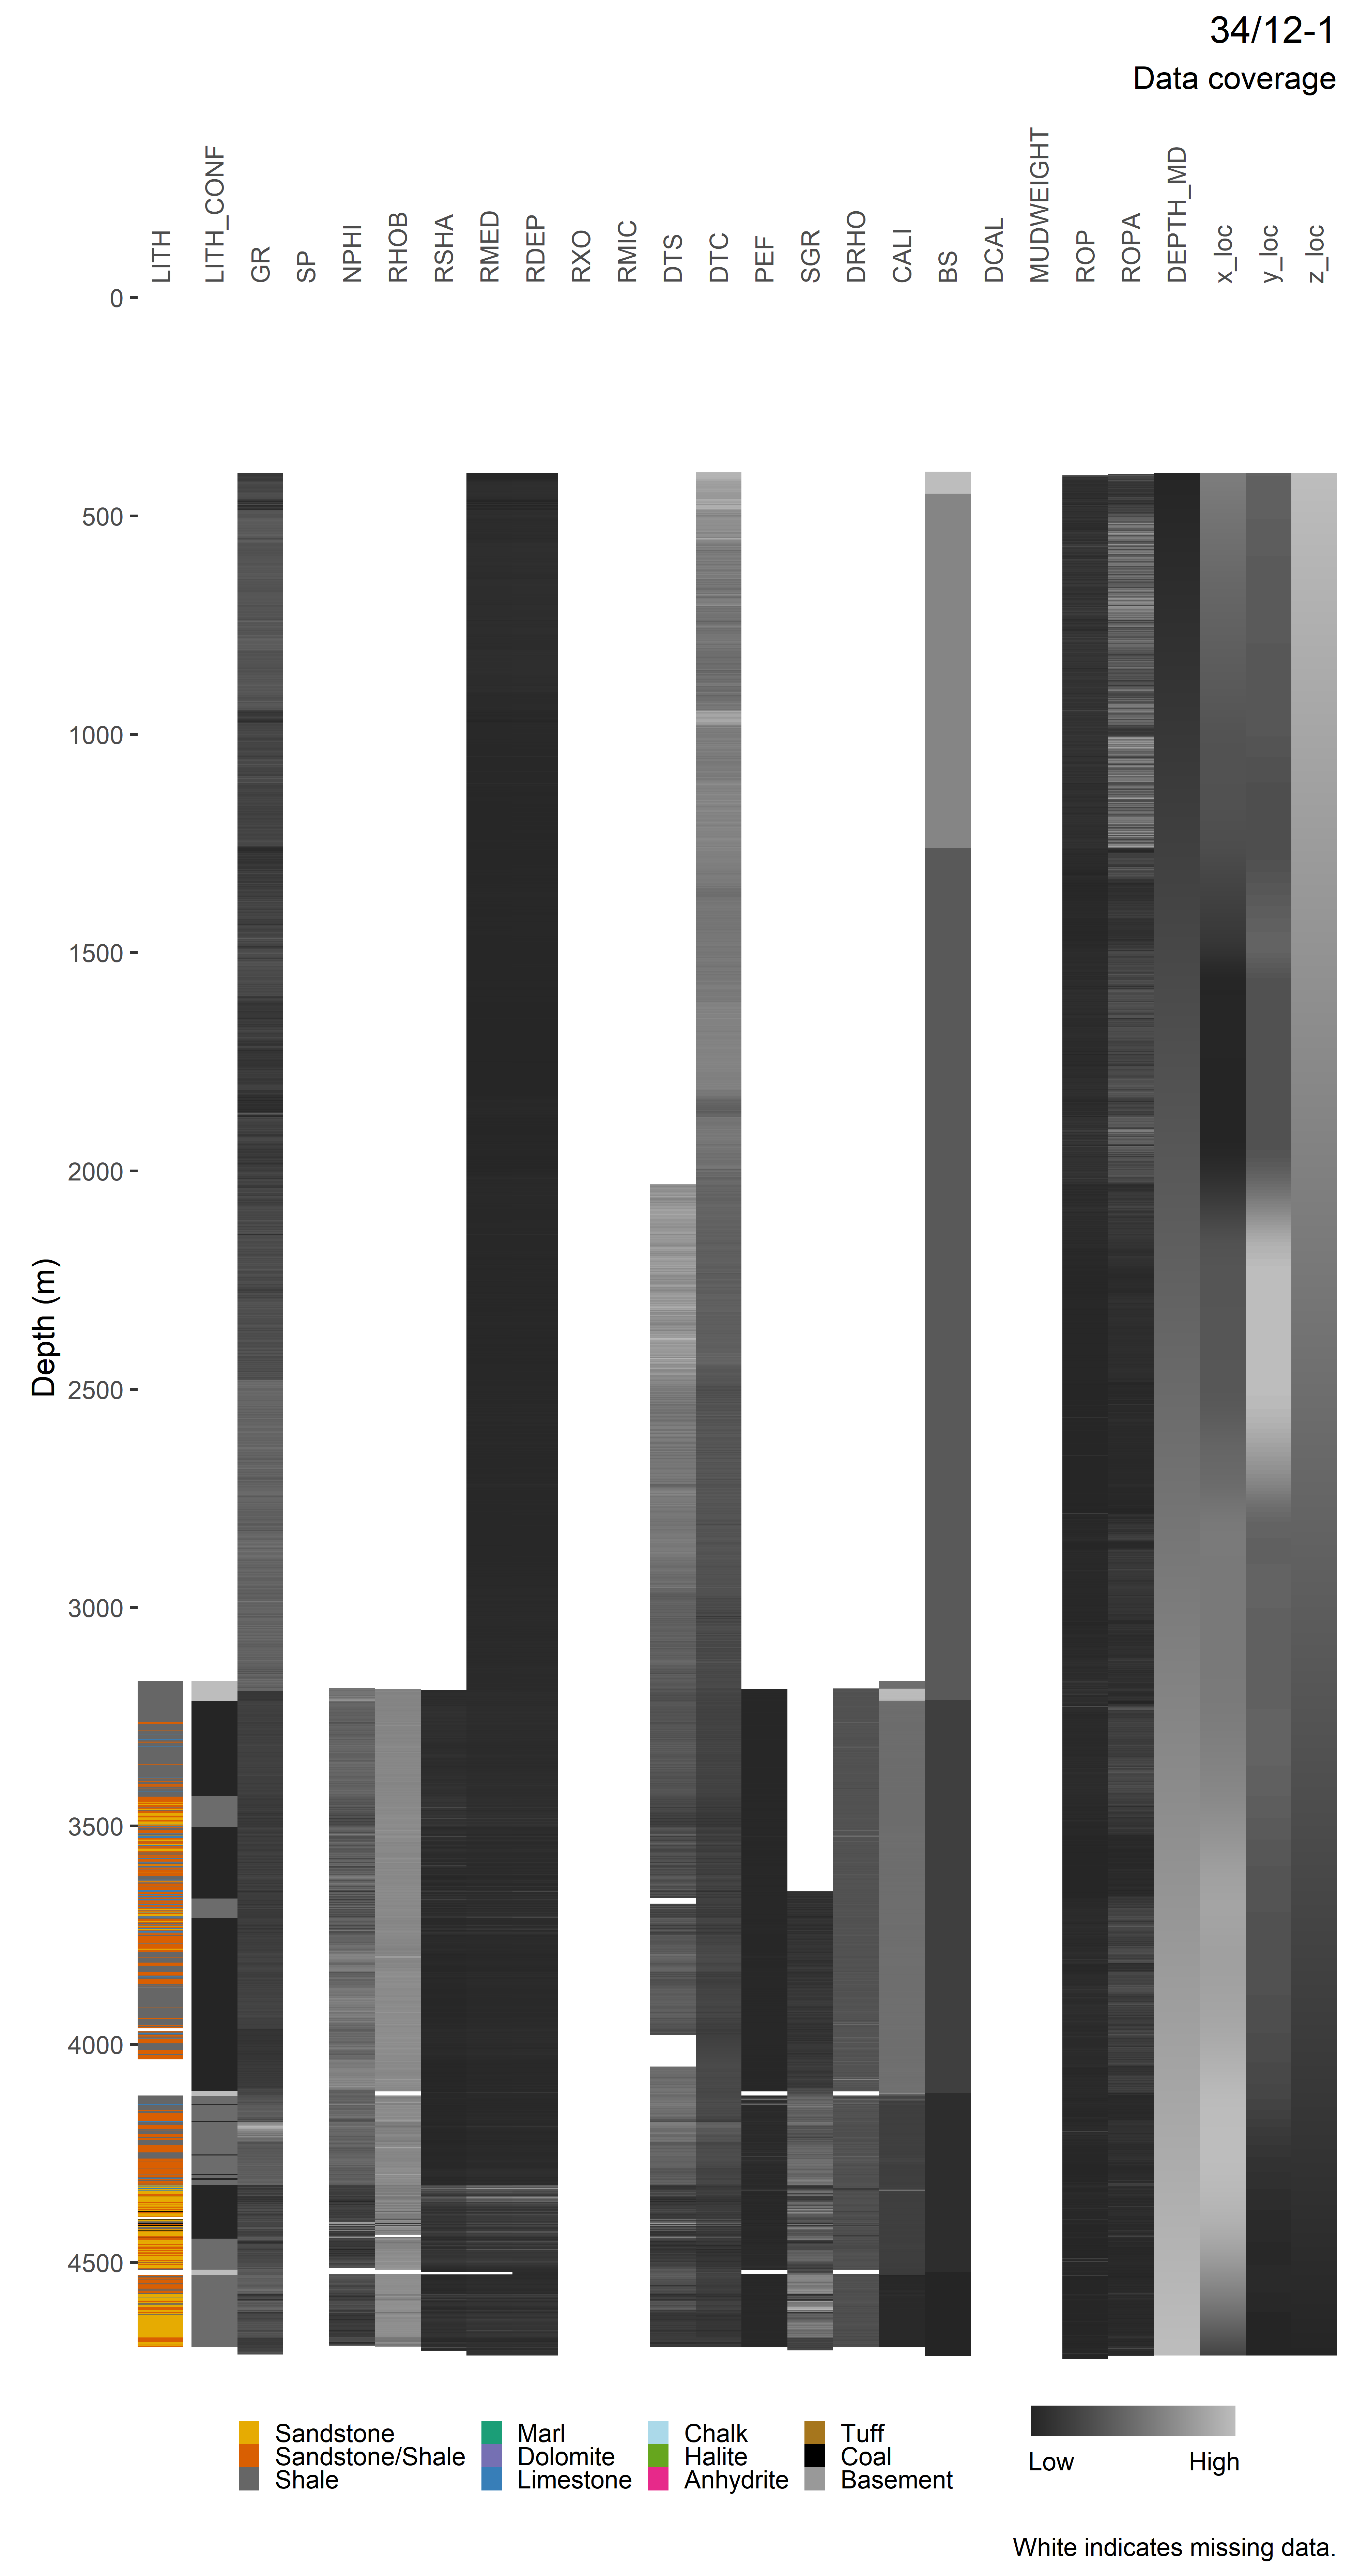 34/12-1
Data coverage
LITH
LITH_CONF
GR
SP
NPHI
RHOB
RSHA
RMED
RDEP
RXO
RMIC
DTS
DTC
PEF
SGR
DRHO
CALI
BS
DCAL
MUDWEIGHT
ROP
ROPA
DEPTH_MD
x_loc
y_loc
z_loc
0
500
1000
1500
2000
2500
3000
3500
4000
4500
Depth (m)
Sandstone
Sandstone/Shale
Shale
Marl
Dolomite
Limestone
Chalk
Halite
Anhydrite
Tuff
Coal
Basement
Low
High
White indicates missing data.